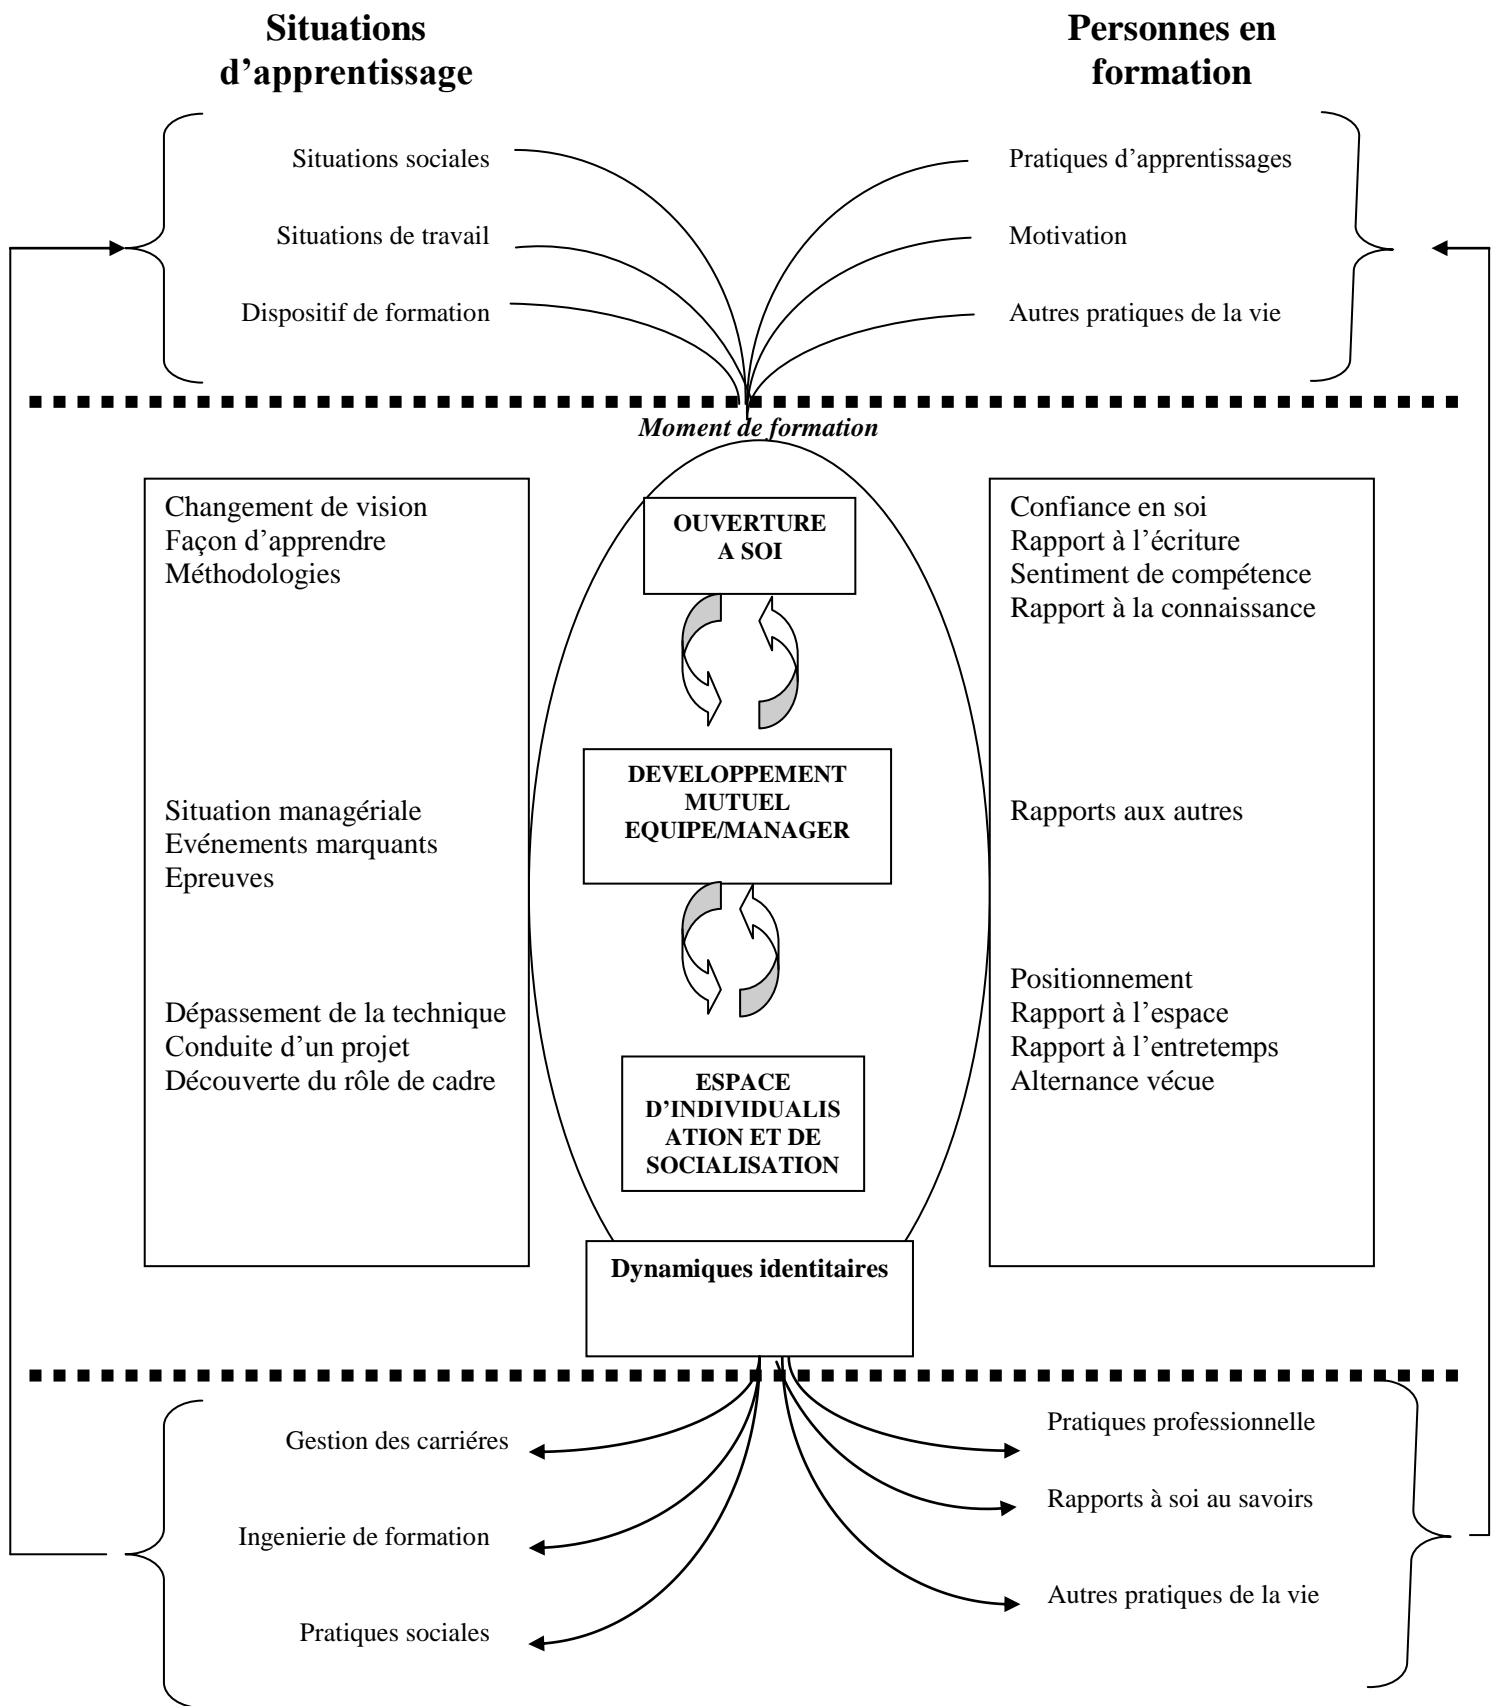 Situations
d’apprentissage
Personnes en
formation
Situations sociales
Situations de travail
Dispositif de formation
Pratiques d’apprentissages
Motivation
Autres pratiques de la vie
Moment de formation
Changement de vision
Façon d’apprendre
Méthodologies
Situation managériale
Evénements marquants
Epreuves
Dépassement de la technique
Conduite d’un projet
Découverte du rôle de cadre
OUVERTURE
A SOI
DEVELOPPEMENT
MUTUEL
EQUIPE/MANAGER
ESPACE
D’INDIVIDUALIS
ATION ET DE
SOCIALISATION
Dynamiques identitaires
Confiance en soi
Rapport à l’écriture
Sentiment de compétence
Rapport à la connaissance
Rapports aux autres
Positionnement
Rapport à l’espace
Rapport à l’entretemps
Alternance vécue
Gestion des carriéres
Ingenierie de formation
Pratiques sociales
Pratiques professionnelle
Rapports à soi au savoirs
Autres pratiques de la vie